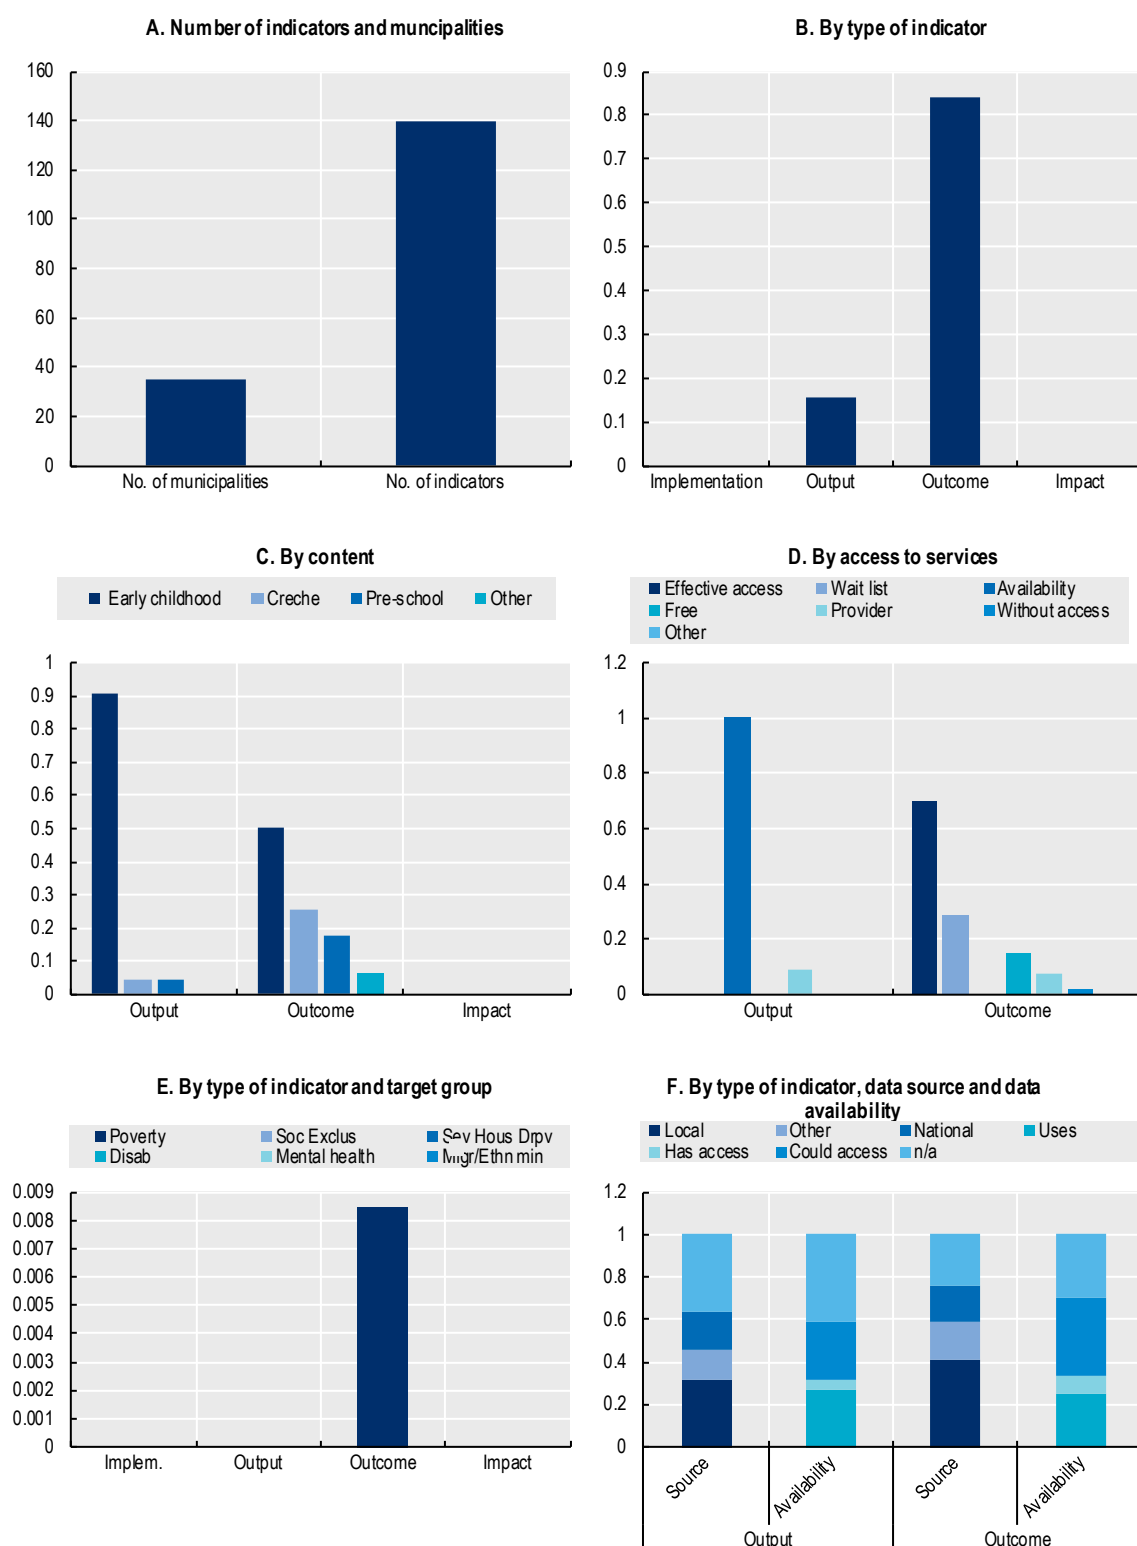 A. Number of indicators and muncipalities
160
140
120
100
80
60
40
20
0
No. of municipalities
No. of indicators
B. By type of indicator
0.9
0.8
0.7
0.6
0.5
0.4
0.3
0.2
0.1
0
Implementation
Output
Outcome
Impact
C. By content
Early childhood
Creche
Pre-school
Other
1
0.9
0.8
0.7
0.6
0.5
0.4
0.3
0.2
0.1
0
Output
Outcome
Impact
D. By access to services
Effective access
Wait list
Availability
Free
Provider
Without access
Other
1.2
1
0.8
0.6
0.4
0.2
0
Output
Outcome
E. By type of indicator and target group
Poverty
Soc Exclus
Sev Hous Drpv
Disab
Mental health
Migr/Ethn min
0.009
0.008
0.007
0.006
0.005
0.004
0.003
0.002
0.001
0
Implem.
Output
Outcome
Impact
F. By type of indicator, data source and data
availability
Local
Other
National
Uses
Has access
Could access
n/a
1.2
1
0.8
0.6
0.4
0.2
0
Source
Availability
Source
Availability
Output
Outcome